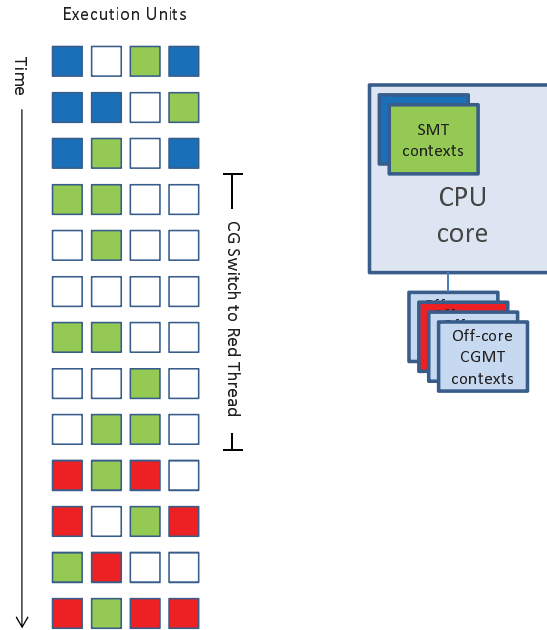 Execution Units
Time
CG Switch to Red Thread
SMT
contexts
CPU
core
Off-core
CGMT
contexts